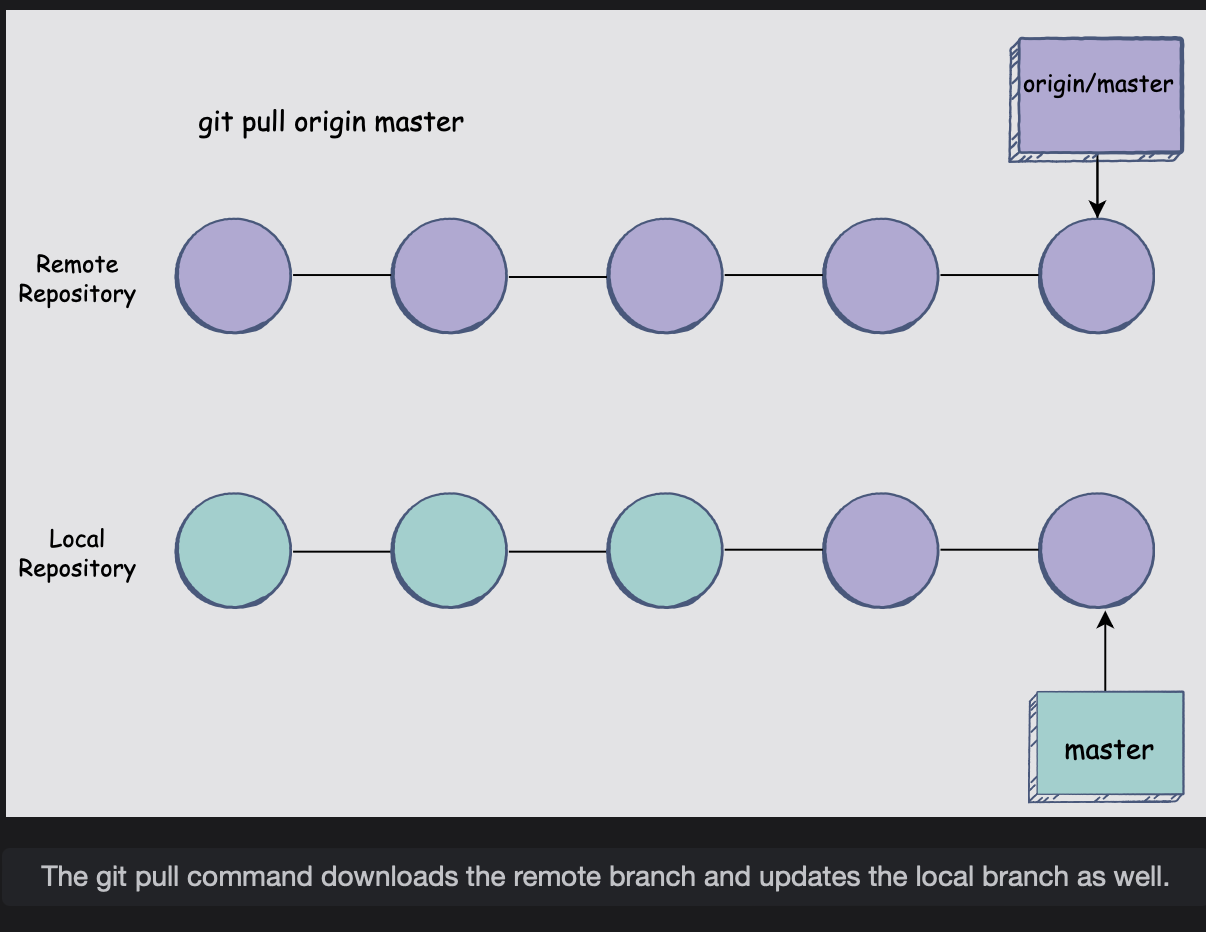 origin/master
git pull origin master
Remote
Repository
Local
Repository
master
The git pull command downloads the remote branch and updates the local branch as well.